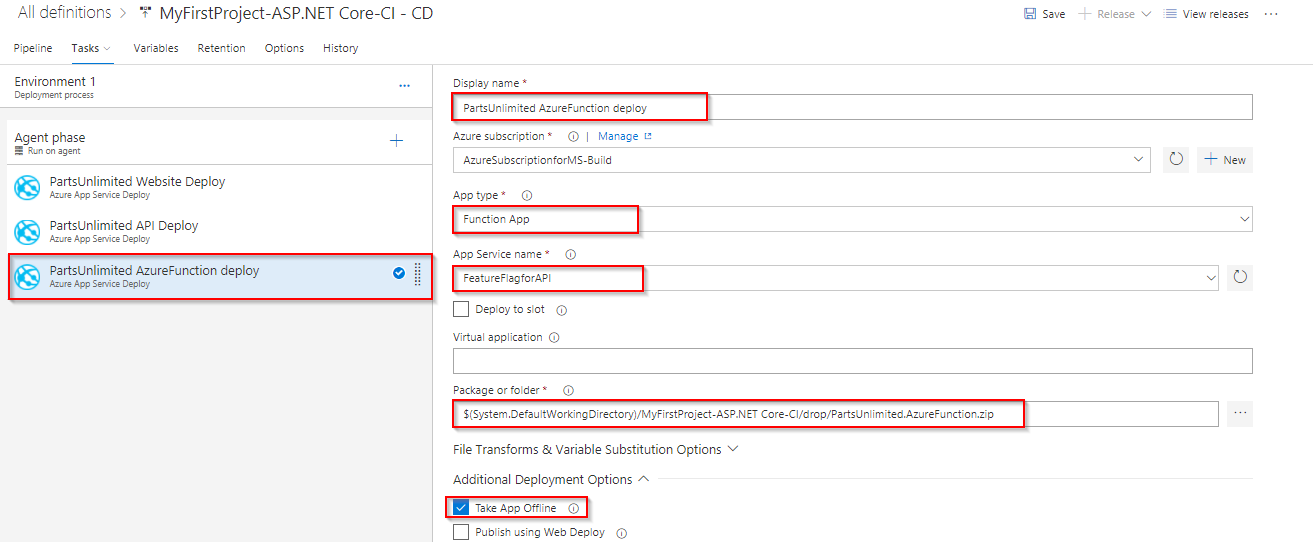 All definitions > MyFirstProject-ASP.NET Core-CI - CD
Save
Release
View releases
...
Pipeline
Tasks
Variables
Retention
Options
History
Environment 1
Deployment process
...
Agent phase
Run on agent
PartsUnlimited Website Deploy
Azure App Service Deploy
PartsUnlimited API Deploy
Azure App Service Deploy
PartsUnlimited AzureFunction deploy
Azure App Service Deploy
Display name *
PartsUnlimited AzureFunction deploy
Azure subscription * | Manage
AzureSubscriptionforMS-Build
New
App type *
Function App
App Service name *
FeatureFlagforAPI
Deploy to slot
Virtual application
Package or folder *
$(System.DefaultWorkingDirectory)/MyFirstProject-ASP.NET Core-CI/drop/PartsUnlimited.AzureFunction.zip
...
File Transforms & Variable Substitution Options
Additional Deployment Options
Take App Offline
Publish using Web Deploy